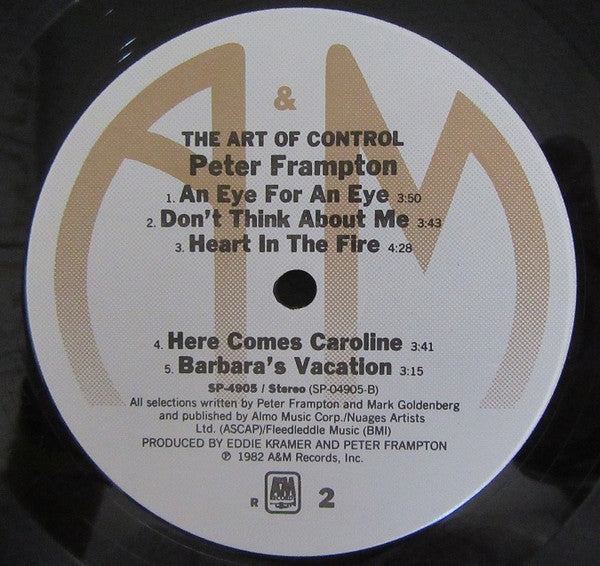 A & M
THE ART OF CONTROL
Peter Frampton
1. An Eye For An Eye 3:50
2. Don't Think About Me 3:43
3. Heart In The Fire 4:28
4. Here Comes Caroline 3:41
5. Barbara's Vacation 3:15
SP-4905 / Stereo (SP-04905-B)
All selections written by Peter Frampton and Mark Goldenberg
and published by Almo Music Corp./Nuages Artists
Ltd. (ASCAP)/Fleedleddle Music (BMI)
PRODUCED BY EDDIE KRAMER AND PETER FRAMPTON
℗ 1982 A&M Records, Inc.
R A&M RECORDS 2